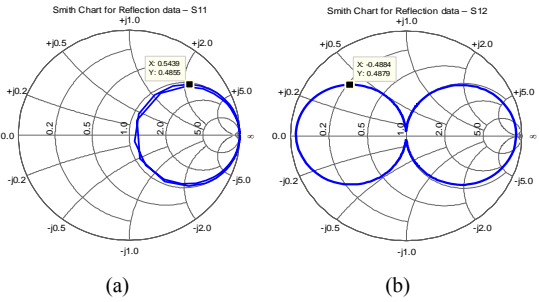 Smith Chart for Reflection data – S11
+j1.0
+j0.5
+j2.0
X: 0.5439
Y: 0.4855
+j0.2
+j5.0
0.0
0.2
0.5
1.0
2.0
5.0
∞
-j0.2
-j5.0
-j0.5
-j2.0
-j1.0
(a)
Smith Chart for Reflection data – S12
+j1.0
+j0.5
+j2.0
X: -0.4884
Y: 0.4879
+j0.2
+j5.0
0.0
0.2
0.5
1.0
2.0
5.0
∞
-j0.2
-j5.0
-j0.5
-j2.0
-j1.0
(b)